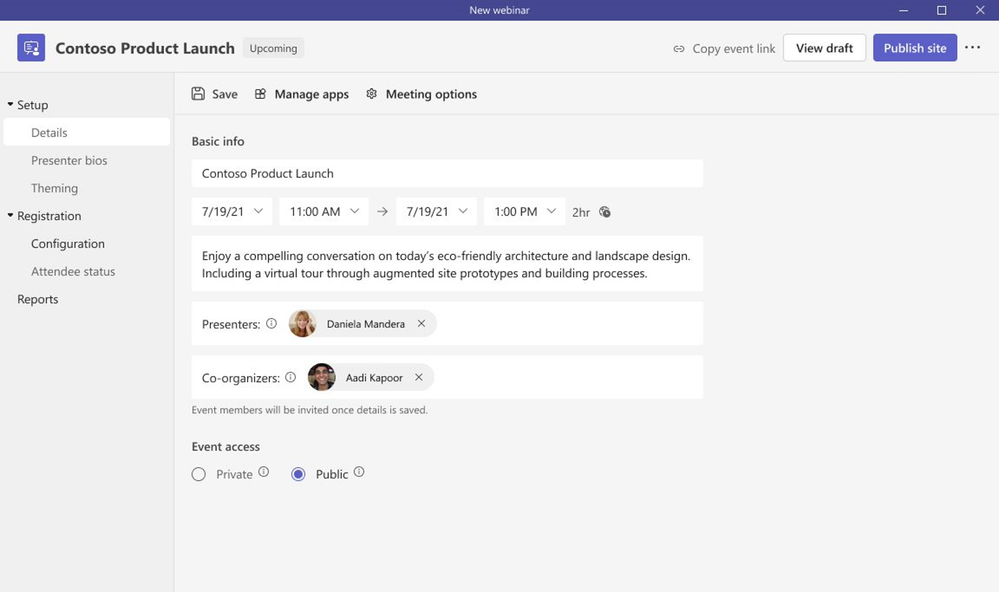 New webinar
Contoso Product Launch Upcoming Copy event link View draft Publish site
Setup
Details
Presenter bios
Theming
Registration
Configuration
Attendee status
Reports
Save Manage apps Meeting options
Basic info
Contoso Product Launch
7/19/21 11:00 AM → 7/19/21 1:00 PM 2hr
Enjoy a compelling conversation on today's eco-friendly architecture and landscape design.
Including a virtual tour through augmented site prototypes and building processes.
Presenters: Daniela Mandera
Co-organizers: Aadi Kapoor
Event members will be invited once details is saved.
Event access
Private Public